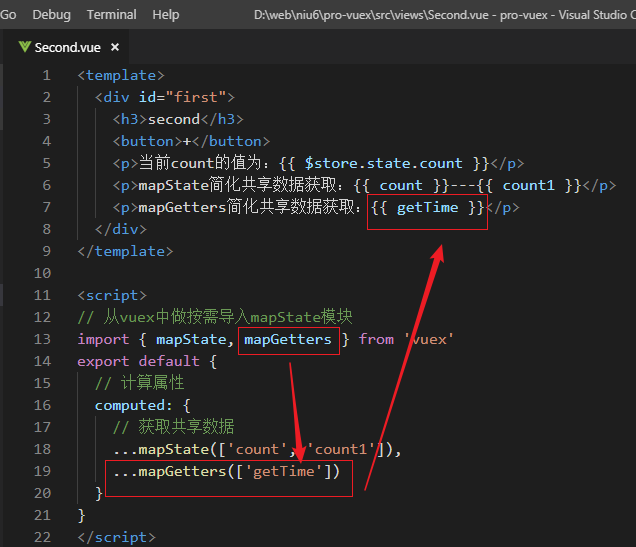 Go Debug Terminal Help D:\web\niu6\pro-vuex\src\views\Second.vue - pro-vuex - Visual Studio C
Second.vue ×
1 <template>
2 <div id="first">
3 <h3>second</h3>
4 <button>+</button>
5 <p>当前count的值为：{{ $store.state.count }}</p>
6 <p>mapState简化共享数据获取：{{ count }}---{{ count1 }}</p>
7 <p>mapGetters简化共享数据获取：{{ getTime }}</p>
8 </div>
9 </template>
10
11 <script>
12 // 从vuex中做按需导入mapState模块
13 import { mapState, mapGetters } from 'vuex'
14 export default {
15 // 计算属性
16 computed: {
17 // 获取共享数据
18 ...mapState(['count', 'count1']),
19 ...mapGetters(['getTime'])
20 }
21 }
22 </script>